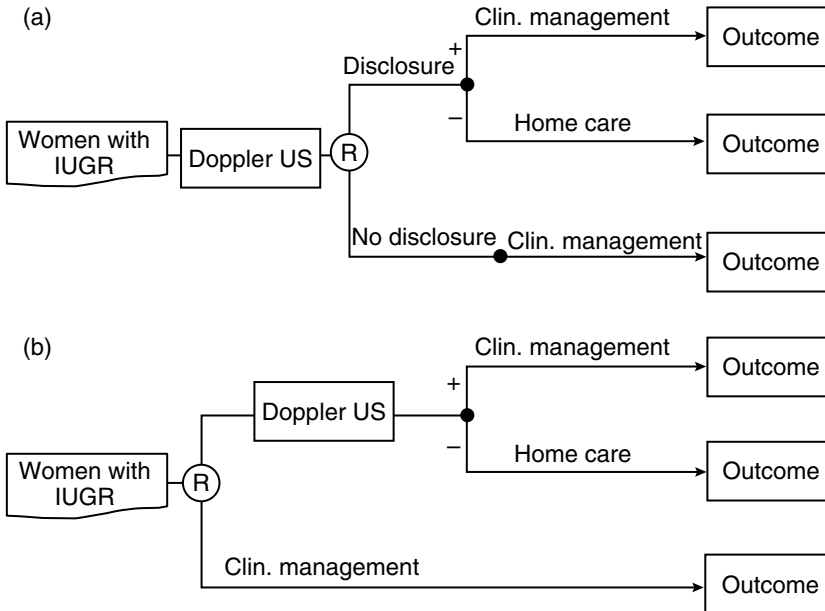 (a)
Clin. management
Outcome
+
Disclosure
Women with
IUGR
Doppler US
R
–
Home care
Outcome
No disclosure
Clin. management
Outcome
(b)
Clin. management
Outcome
+
Doppler US
Women with
IUGR
R
–
Home care
Outcome
Clin. management
Outcome